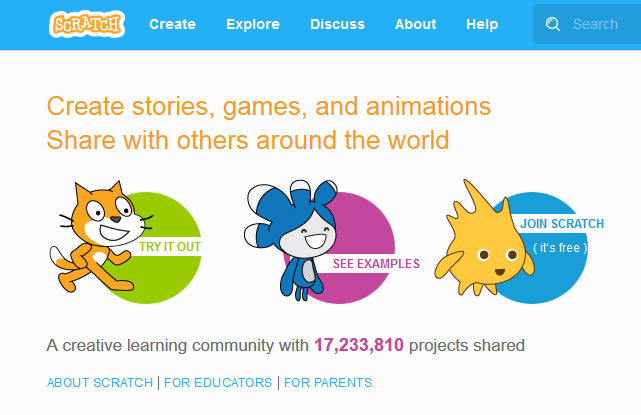 SCRATCH Create Explore Discuss About Help Search
Create stories, games, and animations
Share with others around the world
TRY IT OUT
SEE EXAMPLES
JOIN SCRATCH
( it's free )
A creative learning community with 17,233,810 projects shared
ABOUT SCRATCH | FOR EDUCATORS | FOR PARENTS